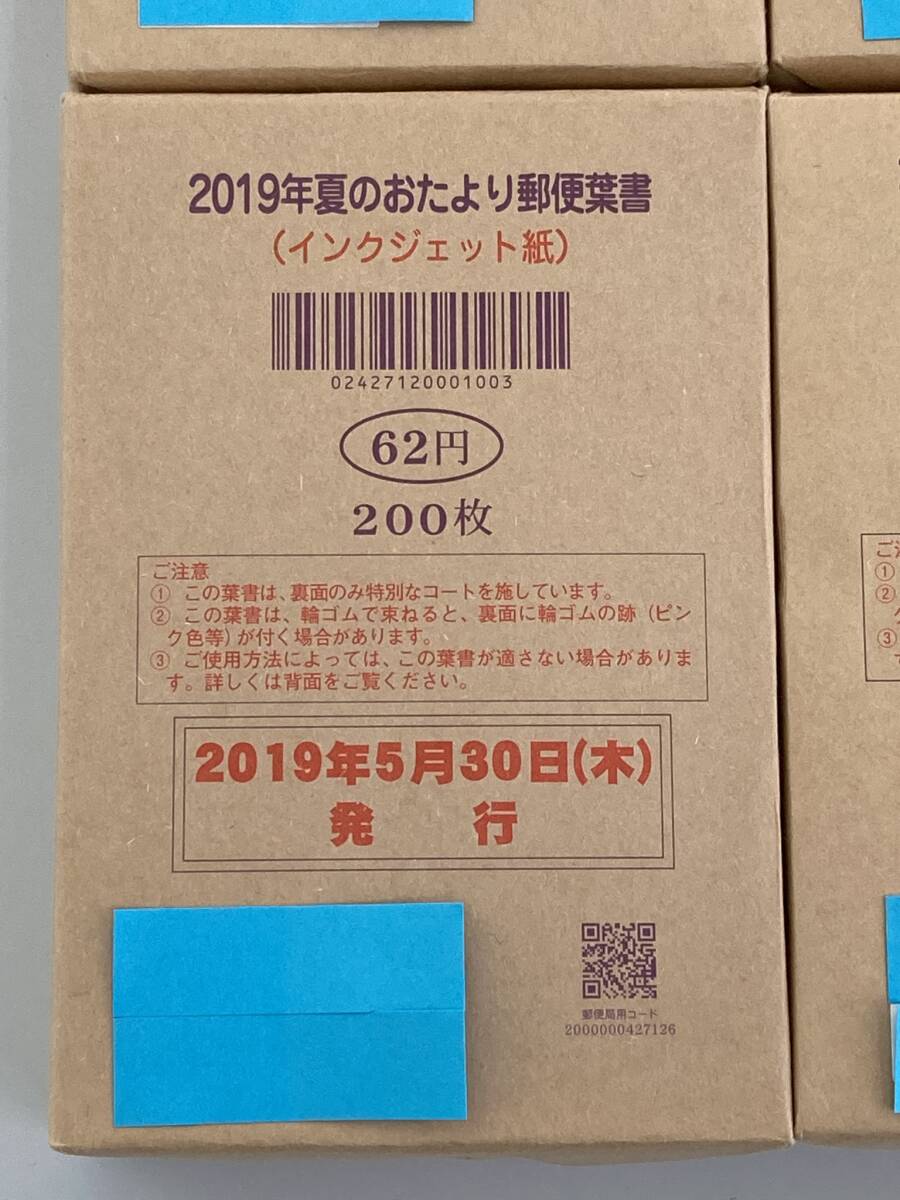 2019年夏のおたより郵便葉書
（インクジェット紙）
02427120001003
62円
200枚
ご注意
① この葉書は、裏面のみ特別なコートを施しています。
② この葉書は、輪ゴムで束ねると、裏面に輪ゴムの跡（ピン
ク色等）が付く場合があります。
③ ご使用方法によっては、この葉書が適さない場合がありま
す。詳しくは背面をご覧ください。
2019年5月30日(木)
発　行
郵便局用コード
2000000427126
ご
①
②
③